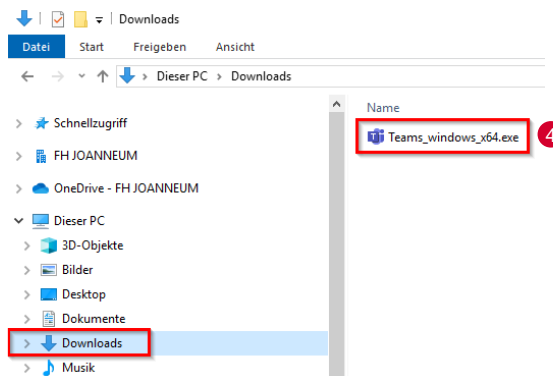 Downloads
Datei Start Freigeben Ansicht
Dieser PC > Downloads
Name
Schnellzugriff
Teams_windows_x64.exe 4
FH JOANNEUM
OneDrive - FH JOANNEUM
Dieser PC
3D-Objekte
Bilder
Desktop
Dokumente
Downloads
Musik